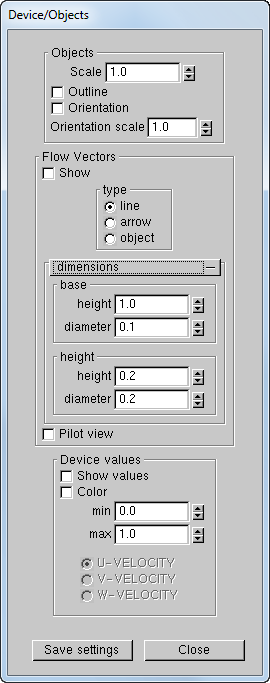 Device/Objects
Objects
Scale 1.0
Outline
Orientation
Orientation scale 1.0
Flow Vectors
Show
type
line
arrow
object
dimensions
base
height 1.0
diameter 0.1
height
height 0.2
diameter 0.2
Pilot view
Device values
Show values
Color
min 0.0
max 1.0
U-VELOCITY
V-VELOCITY
W-VELOCITY
Save settings Close